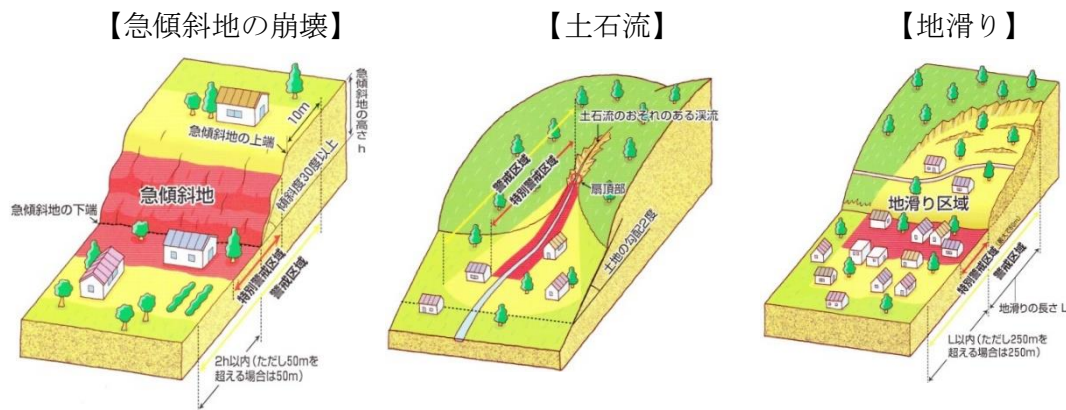 【急傾斜地の崩壊】
急傾斜地の高さh
10m
急傾斜地の上端
傾斜度30度以上
急傾斜地
急傾斜地の下端
特別警戒区域
警戒区域
2h以内(ただし50mを
超える場合は50m)
【土石流】
土石流のおそれのある渓流
警戒区域
特別警戒区域
扇頂部
土地の勾配2度
【地滑り】
地滑り区域
特別警戒区域
警戒区域
地滑りの長さ L
L以内(ただし250mを
超える場合は250m)